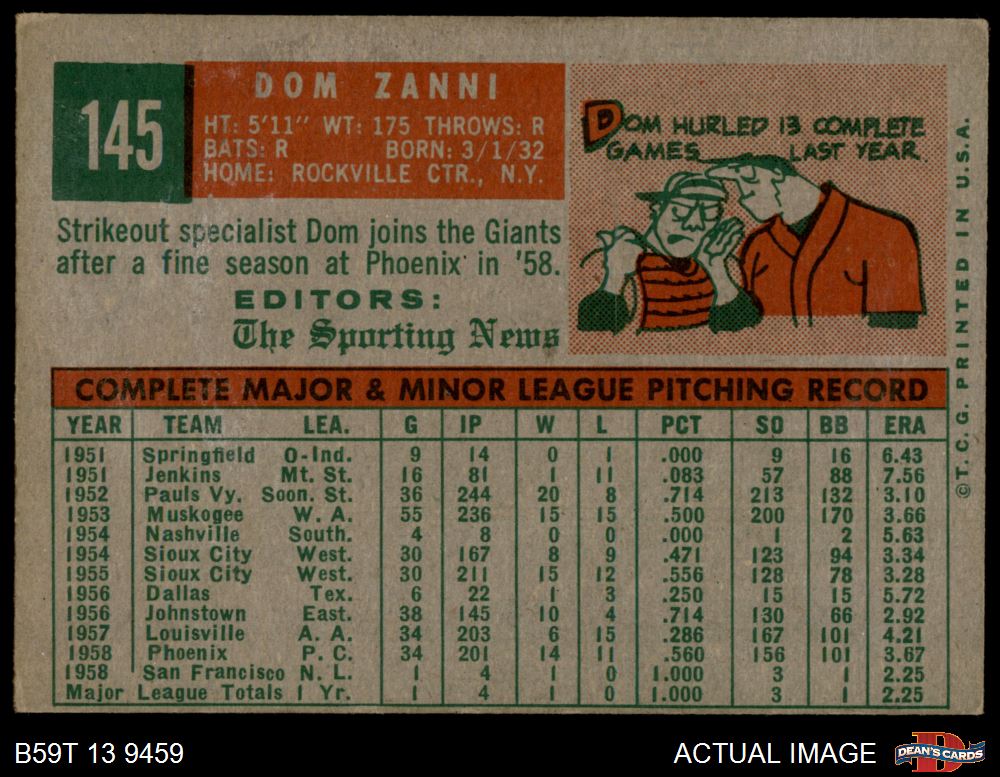 145
DOM ZANNI
HT: 5'11" WT: 175 THROWS: R
BATS: R BORN: 3/1/32
HOME: ROCKVILLE CTR., N.Y.
DOM HURLED 13 COMPLETE
GAMES LAST YEAR
Strikeout specialist Dom joins the Giants
after a fine season at Phoenix in '58.
EDITORS:
The Sporting News
COMPLETE MAJOR & MINOR LEAGUE PITCHING RECORD
YEAR TEAM LEA. G IP W L PCT SO BB ERA
1951 Springfield O-Ind. 9 14 0 1 .000 9 16 6.43
1951 Jenkins Mt. St. 16 81 1 11 .083 57 88 7.56
1952 Pauls Vy. Soon. St. 36 244 20 8 .714 213 132 3.10
1953 Muskogee W. A. 55 236 15 15 .500 200 170 3.66
1954 Nashville South. 4 8 0 0 .000 1 2 5.63
1954 Sioux City West. 30 167 8 9 .471 123 94 3.34
1955 Sioux City West. 30 211 15 12 .556 128 78 3.28
1956 Dallas Tex. 6 22 1 3 .250 15 15 5.72
1956 Johnstown East. 38 145 10 4 .714 130 66 2.92
1957 Louisville A. A. 34 203 6 15 .286 167 101 4.21
1958 Phoenix P. C. 34 201 14 11 .560 156 101 3.67
1958 San Francisco N. L. 1 4 1 0 1.000 3 1 2.25
Major League Totals 1 Yr. 1 4 1 0 1.000 3 1 2.25
© T. C. G. PRINTED IN U.S.A.
B59T 13 9459
ACTUAL IMAGE
DEAN'S CARDS